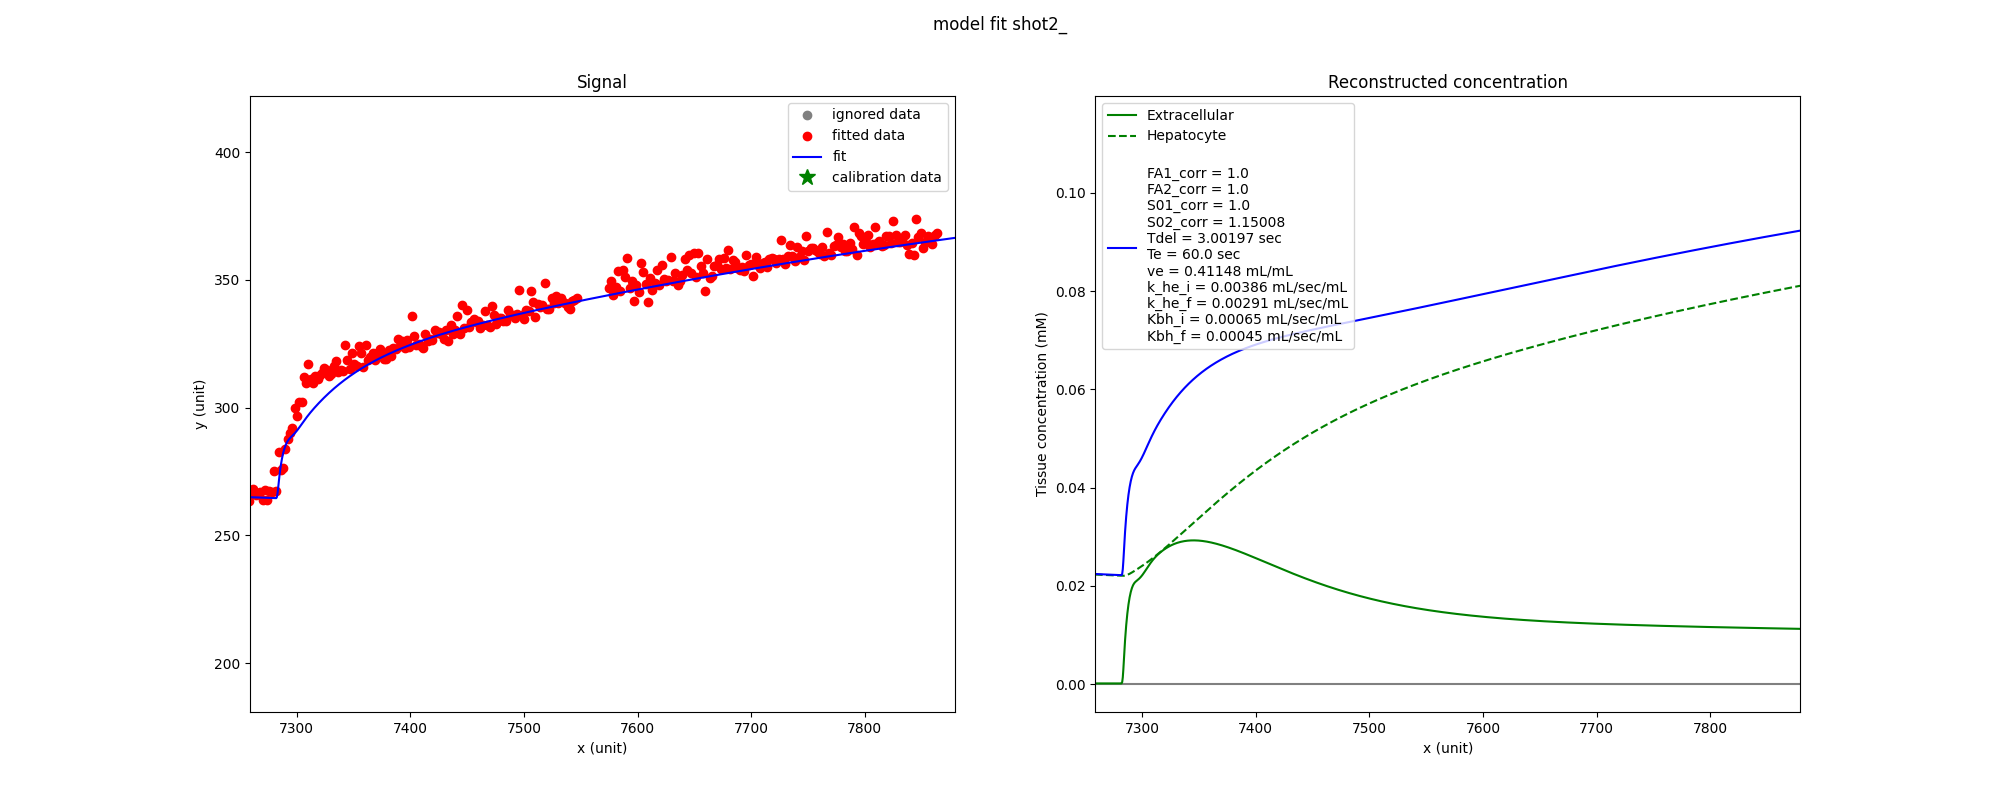 model fit shot2_
Signal
ignored data
fitted data
fit
calibration data
400
350
300
250
200
y (unit)
7300 7400 7500 7600 7700 7800
x (unit)
Reconstructed concentration
Extracellular
Hepatocyte
FA1_corr = 1.0
FA2_corr = 1.0
S01_corr = 1.0
S02_corr = 1.15008
Tdel = 3.00197 sec
Te = 60.0 sec
ve = 0.41148 mL/mL
k_he_i = 0.00386 mL/sec/mL
k_he_f = 0.00291 mL/sec/mL
Kbh_i = 0.00065 mL/sec/mL
Kbh_f = 0.00045 mL/sec/mL
0.10
0.08
0.06
0.04
0.02
0.00
Tissue concentration (mM)
7300 7400 7500 7600 7700 7800
x (unit)